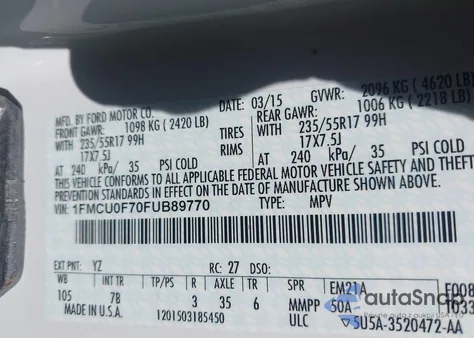 MFD. BY FORD MOTOR CO.
DATE: 03/15 GVWR: 2096 KG ( 4620 LB)
FRONT GAWR: 1098 KG ( 2420 LB) REAR GAWR: 1006 KG ( 2218 LB)
WITH 235/55R17 99H TIRES WITH 235/55R17 99H
17X7.5J RIMS 17X7.5J
AT 240 kPa/ 35 PSI COLD AT 240 kPa/ 35 PSI COLD
THIS VEHICLE CONFORMS TO ALL APPLICABLE FEDERAL MOTOR VEHICLE SAFETY AND THEFT
PREVENTION STANDARDS IN EFFECT ON THE DATE OF MANUFACTURE SHOWN ABOVE.
VIN: 1FMCU0F70FUB89770 TYPE: MPV
EXT PNT: YZ RC: 27 DSO:
WB INT TR TP/PS R AXLE TR SPR EM21A F008
105 7B 3 35 6 MMPP 50A T033
MADE IN U.S.A. 1201503185450 ULC 5U5A-3520472-AA
autoSnap